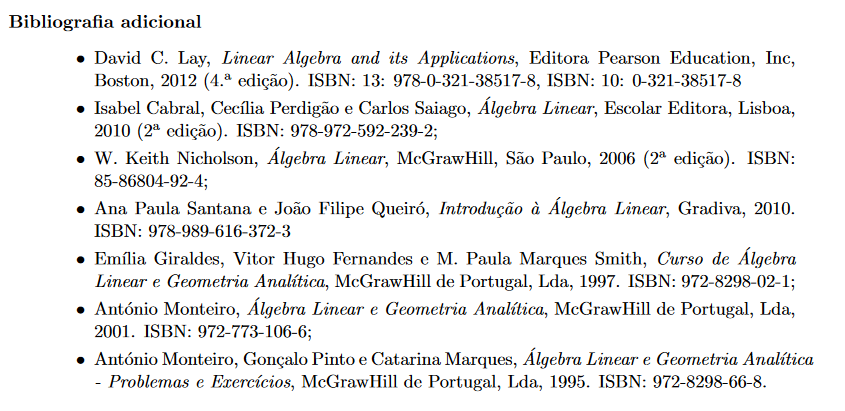 Bibliografia adicional
• David C. Lay, Linear Algebra and its Applications, Editora Pearson Education, Inc,
Boston, 2012 (4.ª edição). ISBN: 13: 978-0-321-38517-8, ISBN: 10: 0-321-38517-8
• Isabel Cabral, Cecília Perdigão e Carlos Saiago, Álgebra Linear, Escolar Editora, Lisboa,
2010 (2ª edição). ISBN: 978-972-592-239-2;
• W. Keith Nicholson, Álgebra Linear, McGrawHill, São Paulo, 2006 (2ª edição). ISBN:
85-86804-92-4;
• Ana Paula Santana e João Filipe Queiró, Introdução à Álgebra Linear, Gradiva, 2010.
ISBN: 978-989-616-372-3
• Emília Giraldes, Vitor Hugo Fernandes e M. Paula Marques Smith, Curso de Álgebra
Linear e Geometria Analítica, McGrawHill de Portugal, Lda, 1997. ISBN: 972-8298-02-1;
• António Monteiro, Álgebra Linear e Geometria Analítica, McGrawHill de Portugal, Lda,
2001. ISBN: 972-773-106-6;
• António Monteiro, Gonçalo Pinto e Catarina Marques, Álgebra Linear e Geometria Analítica
- Problemas e Exercícios, McGrawHill de Portugal, Lda, 1995. ISBN: 972-8298-66-8.